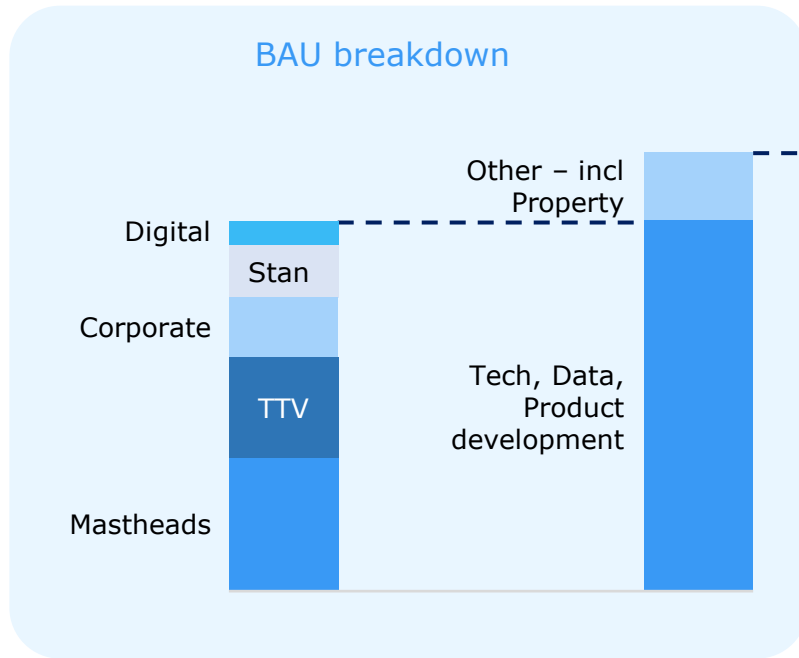 BAU breakdown
Other – incl
Property
Digital
Stan
Corporate
TTV
Tech, Data,
Product
development
Mastheads